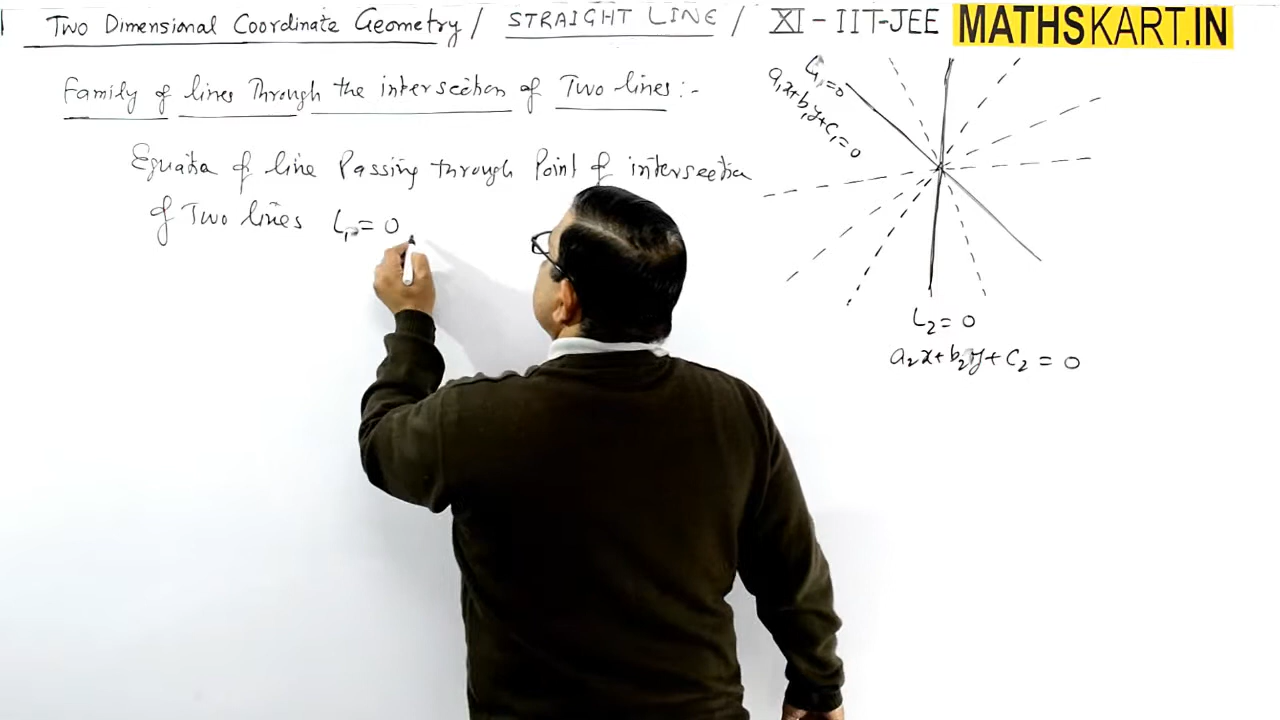 Two Dimensional Coordinate Geometry / STRAIGHT LINE / XI - IIT-JEE
MATHSKART.IN
Family of lines Through the intersection of Two lines :-
L₁=0
a₁x+b₁y+c₁=0
Equation of line Passing through Point of intersection
of Two lines L₁=0
L₂=0
a₂x+b₂y+c₂=0